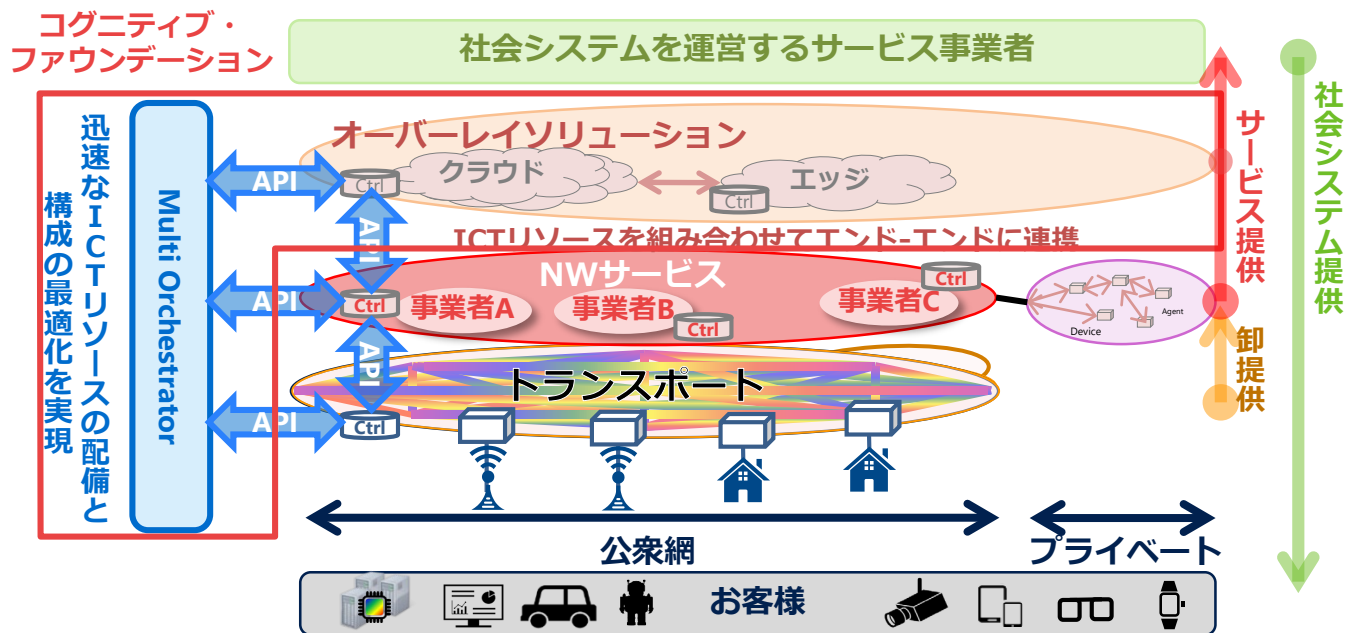 コグニティブ・
ファウンデーション
社会システムを運営するサービス事業者
迅速なICTリソースの配備と
構成の最適化を実現
Multi Orchestrator
オーバーレイソリューション
クラウド
エッジ
API
Ctrl
Ctrl
API
ICTリソースを組み合わせてエンド-エンドに連携
NWサービス
API
Ctrl
事業者A
事業者B
Ctrl
事業者C
Ctrl
Device
Agent
API
トランスポート
API
Ctrl
サービス提供
卸提供
社会システム提供
公衆網
プライベート
お客様